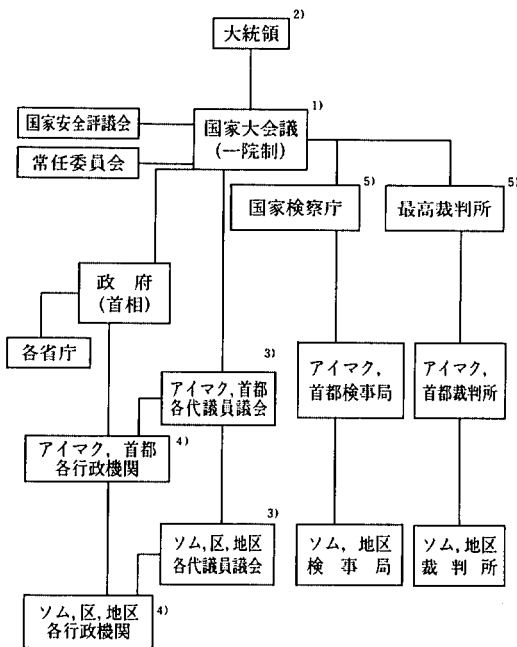 2)
大統領
1)
国家安全評議会
国家大会議
(一院制)
常任委員会
5)
国家検察庁
5)
最高裁判所
政　府
(首相)
各省庁
3)
アイマク,首都
各代議員議会
アイマク,
首都検事局
アイマク,
首都裁判所
アイマク, 首都
各行政機関
4)
3)
ソム,区,地区
各代議員議会
ソム, 地区
検　事　局
ソム,地区
裁　判　所
ソム,区,地区
各行政機関
4)